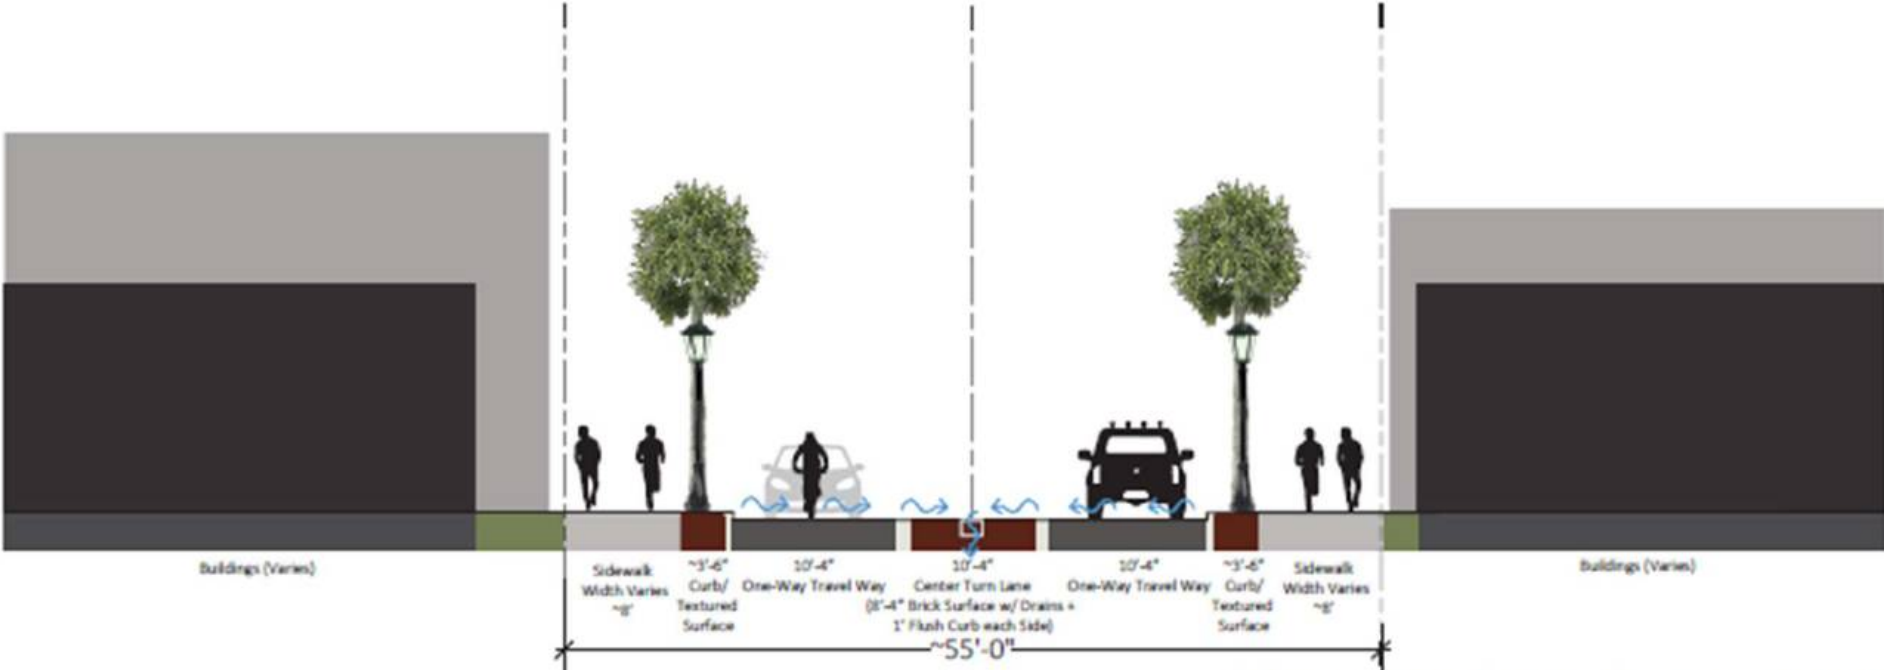 Buildings (Varies)
Sidewalk
Width Varies
~8'
~3'-6"
Curb/
Textured
Surface
10'-4"
One-Way Travel Way
10'-4"
Center Turn Lane
(8'-4" Brick Surface w/ Drains +
1' Flush Curb each Side)
10'-4"
One-Way Travel Way
~3'-6"
Curb/
Textured
Surface
Sidewalk
Width Varies
~8'
Buildings (Varies)
~55'-0"